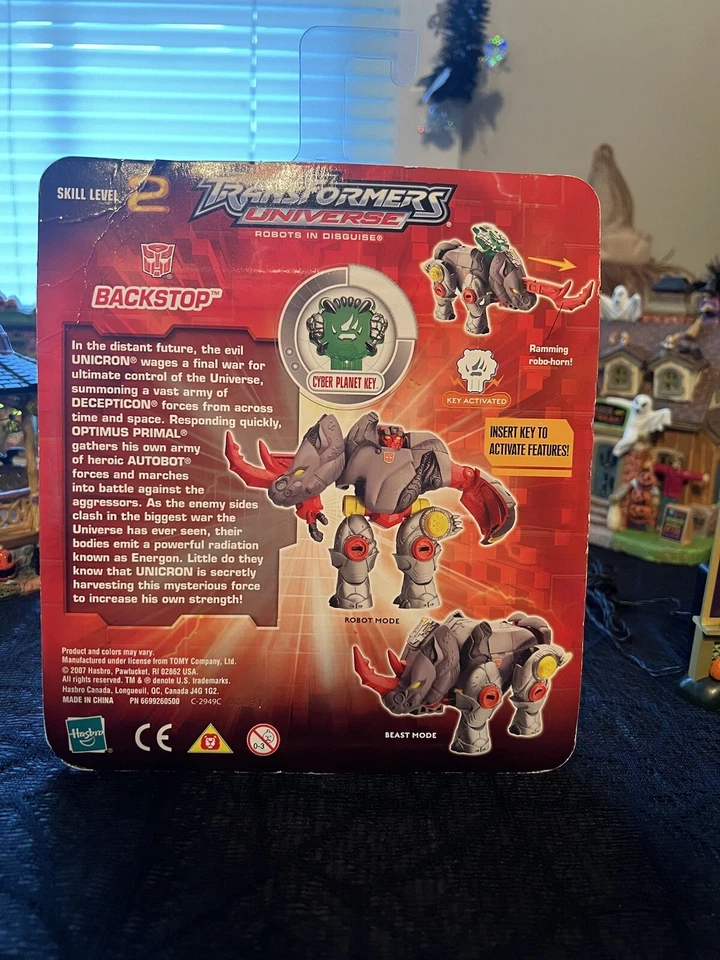 SKILL LEVEL 2
TRANSFORMERS
UNIVERSE
ROBOTS IN DISGUISE®
BACKSTOP™
In the distant future, the evil
UNICRON® wages a final war for
ultimate control of the Universe,
summoning a vast army of
DECEPTICON® forces from across
time and space. Responding quickly,
OPTIMUS PRIMAL®
gathers his own army
of heroic AUTOBOT®
forces and marches
into battle against the
aggressors. As the enemy sides
clash in the biggest war the
Universe has ever seen, their
bodies emit a powerful radiation
known as Energon. Little do they
know that UNICRON is secretly
harvesting this mysterious force
to increase his own strength!
CYBER PLANET KEY
Ramming
robo-horn!
KEY ACTIVATED
INSERT KEY TO
ACTIVATE FEATURES!
ROBOT MODE
BEAST MODE
Product and colors may vary.
Manufactured under license from TOMY Company, Ltd.
© 2007 Hasbro, Pawtucket, RI 02862 USA.
All rights reserved. TM & ® denote U.S. trademarks.
Hasbro Canada, Longueuil, QC, Canada J4G 1G2.
MADE IN CHINA PN 6699260500 C-2949C
Hasbro
CE
0-3